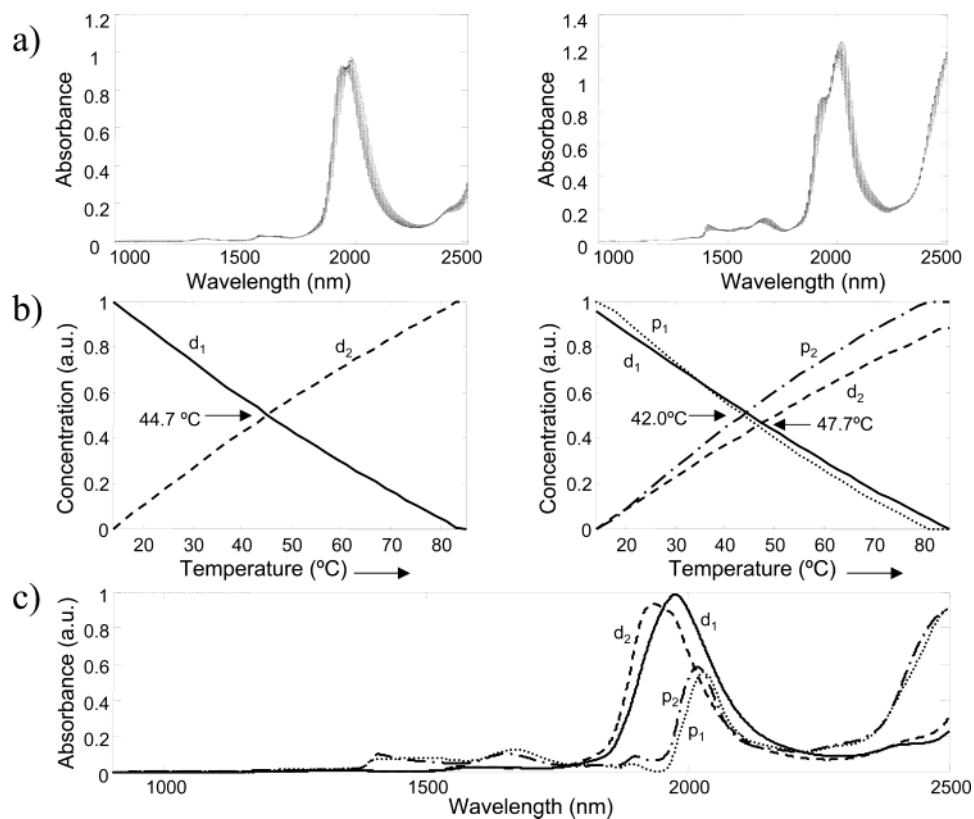 a)
1.2
1
0.8
0.6
0.4
0.2
0
Absorbance
1000
1500
2000
2500
Wavelength (nm)
1.4
1.2
1
0.8
0.6
0.4
0.2
0
Absorbance
1000
1500
2000
2500
Wavelength (nm)
b)
1
0.8
0.6
0.4
0.2
0
Concentration (a.u.)
d1
d2
44.7 ºC
20
30
40
50
60
70
80
Temperature (ºC)
1
0.8
0.6
0.4
0.2
0
Concentration (a.u.)
p1
d1
p2
d2
42.0ºC
47.7ºC
20
30
40
50
60
70
80
Temperature (ºC)
c)
1
0.8
0.6
0.4
0.2
0
Absorbance (a.u.)
d2
d1
p2
p1
1000
1500
2000
2500
Wavelength (nm)